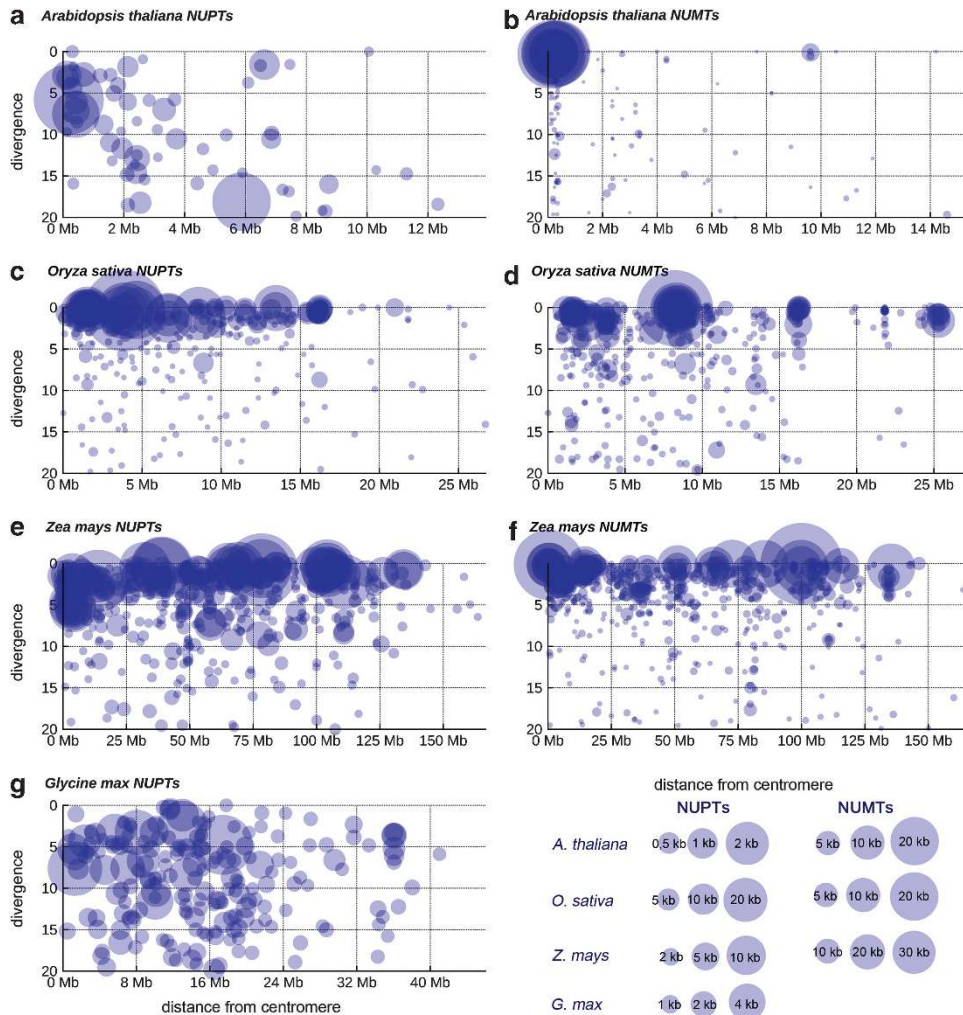 a Arabidopsis thaliana NUPTs
b Arabidopsis thaliana NUMTs
divergence
0
5
10
15
20
0 Mb 2 Mb 4 Mb 6 Mb 8 Mb 10 Mb 12 Mb
0
5
10
15
20
0 Mb 2 Mb 4 Mb 6 Mb 8 Mb 10 Mb 12 Mb 14 Mb
c Oryza sativa NUPTs
d Oryza sativa NUMTs
divergence
0
5
10
15
20
0 Mb 5 Mb 10 Mb 15 Mb 20 Mb 25 Mb
0
5
10
15
20
0 Mb 5 Mb 10 Mb 15 Mb 20 Mb 25 Mb
e Zea mays NUPTs
f Zea mays NUMTs
divergence
0
5
10
15
20
0 Mb 25 Mb 50 Mb 75 Mb 100 Mb 125 Mb 150 Mb
0
5
10
15
20
0 Mb 25 Mb 50 Mb 75 Mb 100 Mb 125 Mb 150 Mb
distance from centromere
g Glycine max NUPTs
divergence
0
5
10
15
20
0 Mb 8 Mb 16 Mb 24 Mb 32 Mb 40 Mb
distance from centromere
NUPTs NUMTs
A. thaliana 0,5 kb 1 kb 2 kb 5 kb 10 kb 20 kb
O. sativa 5 kb 10 kb 20 kb 5 kb 10 kb 20 kb
Z. mays 2 kb 5 kb 10 kb 10 kb 20 kb 30 kb
G. max 1 kb 2 kb 4 kb